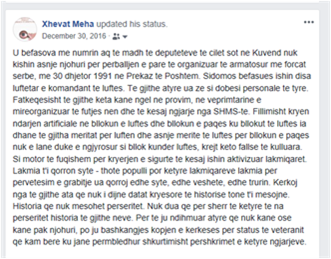 Xhevat Meha updated his status.
December 30, 2016
U befasova me numrin aq te madh te deputeteve te cilet sot ne Kuvend nuk
kishin asnje njohuri per perballjen e pare te organizuar te armatosur me forcat
serbe, me 30 dhjetor 1991 ne Prekaz te Poshtem. Sidomos befasues ishin disa
luftetar e komandant te luftes. Te gjithe atyre ua ze si dobesi personale te tyre.
Fatkeqesisht te gjithe keta kane ngel ne provim, ne veprimtarine e
mireorganizuar te futjes nen dhe te kesaj ngjarje nga SHMS-te. Fillimisht kryen
ndarjen artificiale ne bllokun e luftes dhe bllokun e paqes ku bllokut te luftes ia
dhane te gjitha meritat per luften dhe asnje merite te luftes per bllokun e paqes
nuk e lane duke e ngjyrosur si bllok kunder luftes, krejt keto fallse te kulluara.
Si motor te fuqishem per kryerjen e sigurte te kesaj ishin aktivizuar lakmiqaret.
Lakmia t'i qorron syte - thote populli por ketyre lakmiqareve lakmia per
pervetesim e grabitje ua qorroj edhe syte, edhe veshete, edhe trurin. Kerkoj
nga te gjithe ata qe nuk i dijne datat kryesore te historise tone t'i mesojne.
Historia qe nuk mesohet perseritet. Nuk dua qe per sherr te ketyre te na
perseritet historia te gjithe neve. Per te ju ndihmuar atyre qe nuk kane ose
kane pak njohuri, po ju bashkangjes kopjen e kerkeses per status te veteranit
qe kam bere ku jane permbledhur shkurtimisht pershkrimet e ketyre ngjarjeve.